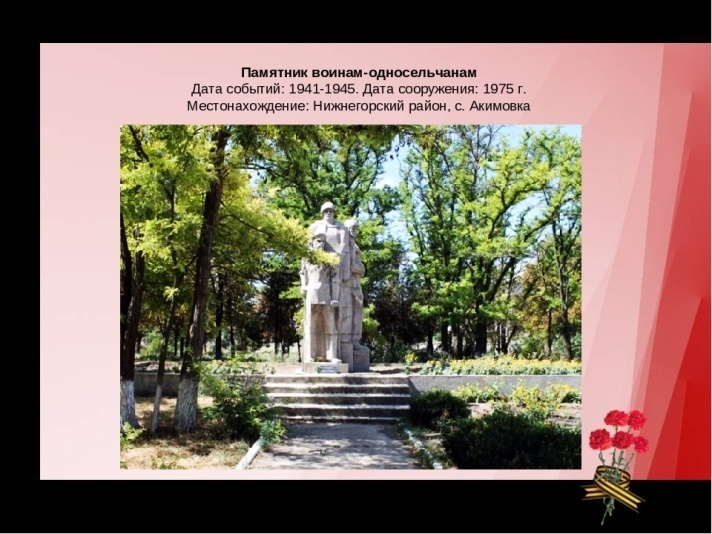 Памятник воинам-односельчанам
Дата событий: 1941-1945. Дата сооружения: 1975 г.
Местонахождение: Нижнегорский район, с. Акимовка